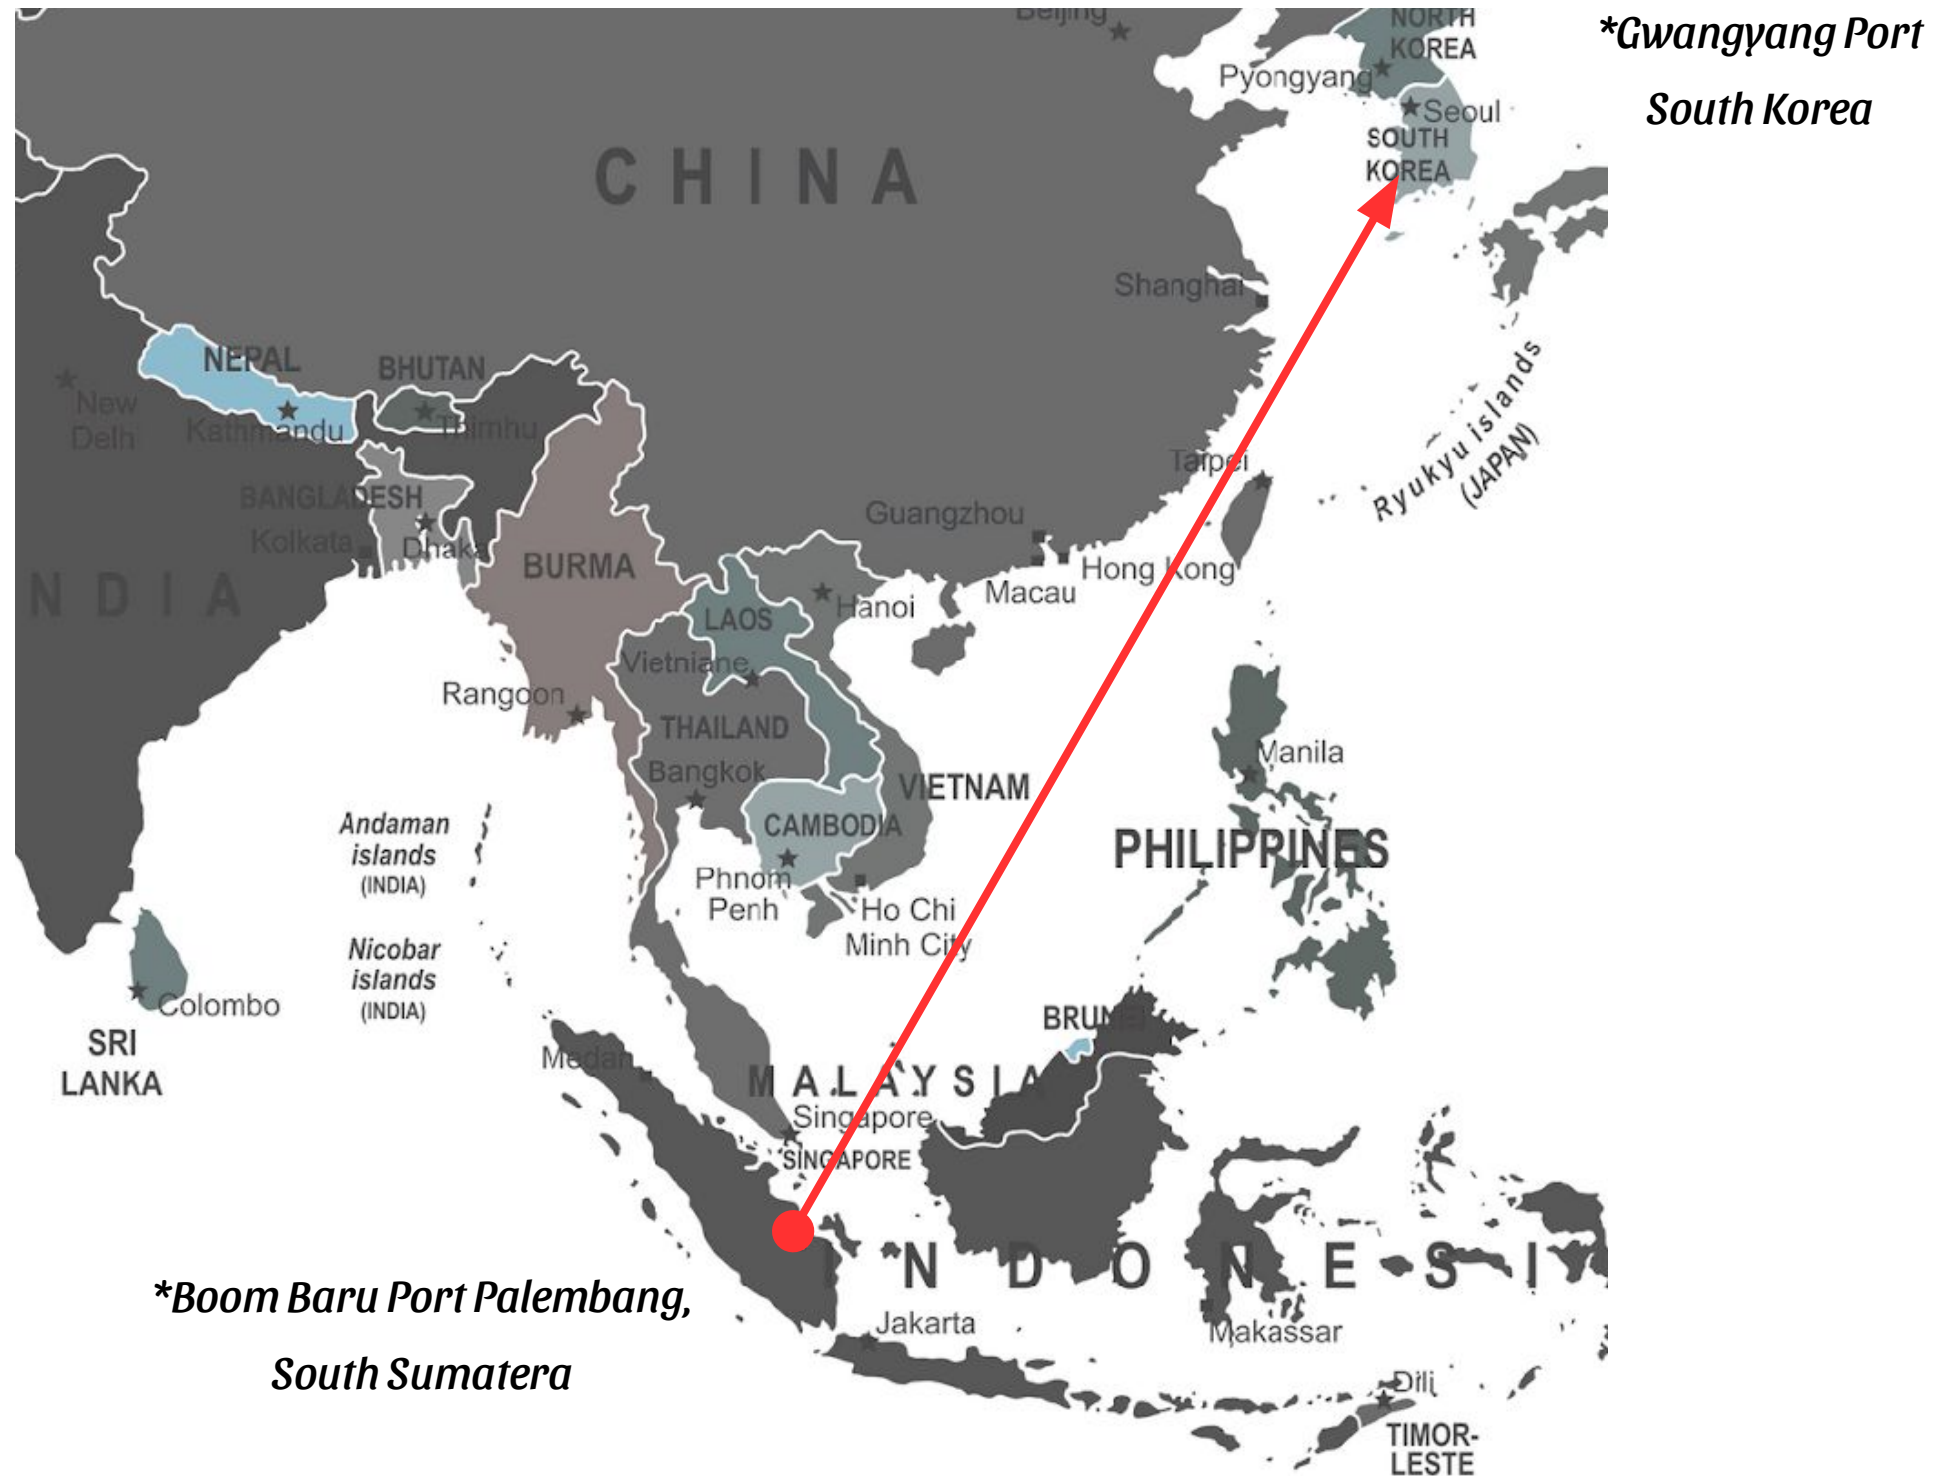 Beijing
NORTH
KOREA
*Gwangyang Port
South Korea
Pyongyang
Seoul
SOUTH
KOREA
CHINA
Shanghai
NEPAL
BHUTAN
New
Delhi
Kathmandu
Thimhu
Ryukyu islands
(JAPAN)
Taipei
BANGLADESH
Guangzhou
Kolkata
Dhaka
BURMA
Hong Kong
NDIA
Macau
Hanoi
LAOS
Vietniane
Rangoon
THAILAND
Manila
Bangkok
VIETNAM
Andaman
islands
(INDIA)
CAMBODIA
PHILIPPINES
Phnom
Penh
Ho Chi
Minh City
Nicobar
islands
(INDIA)
Colombo
SRI
LANKA
BRUNEI
Medan
MALAYSIA
Singapore
SINGAPORE
INDONESI
*Boom Baru Port Palembang,
South Sumatera
Jakarta
Makassar
Dili
TIMOR-
LESTE